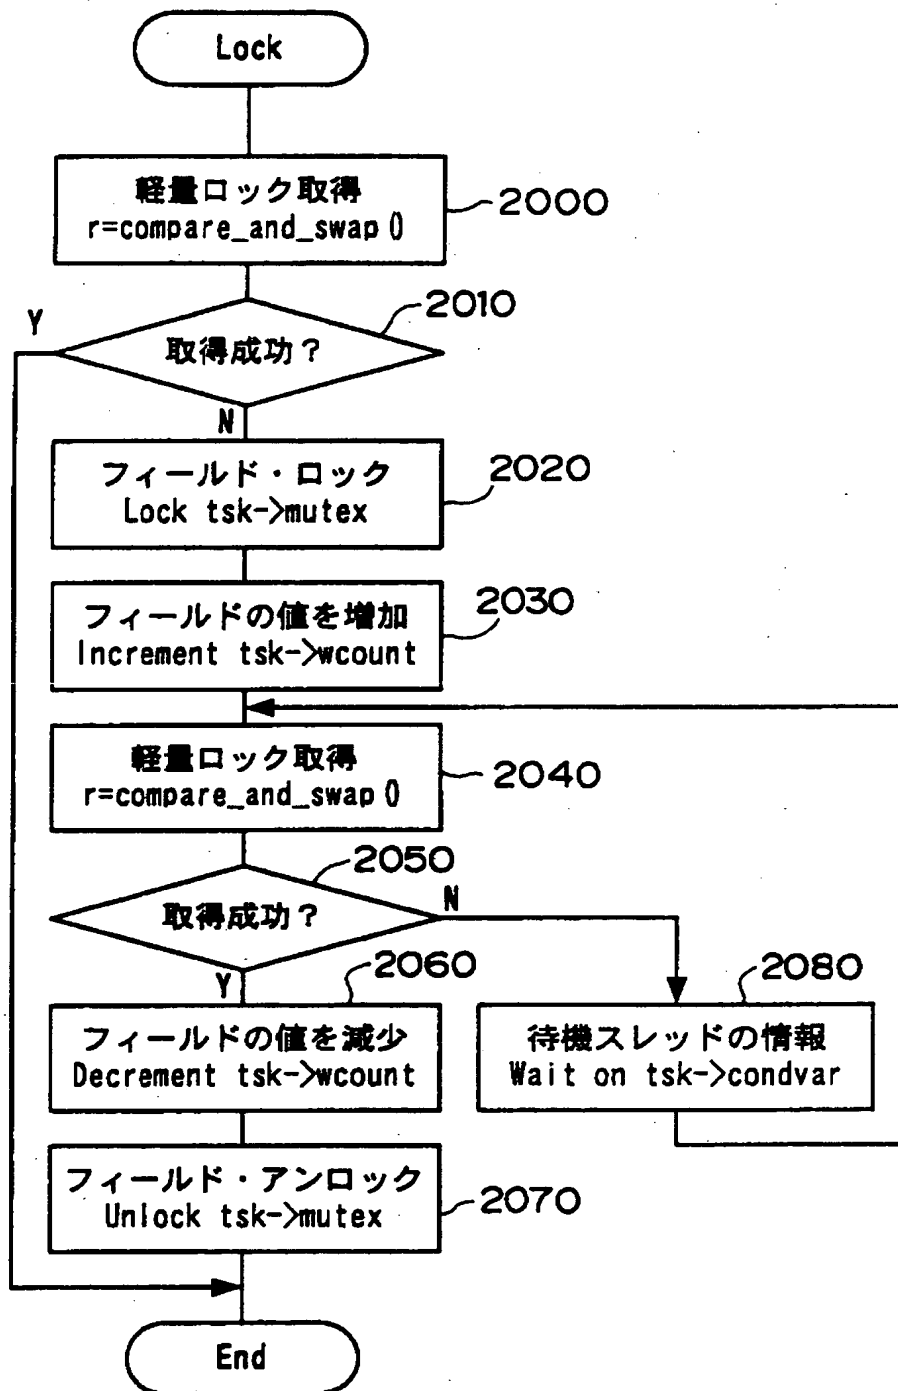 Lock
軽量ロック取得
r=compare_and_swap()
2000
2010
Y
取得成功？
N
フィールド・ロック
Lock tsk->mutex
2020
フィールドの値を増加
Increment tsk->wcount
2030
軽量ロック取得
r=compare_and_swap()
2040
2050
N
取得成功？
Y
2060
2080
フィールドの値を減少
Decrement tsk->wcount
待機スレッドの情報
Wait on tsk->condvar
フィールド・アンロック
Unlock tsk->mutex
2070
End